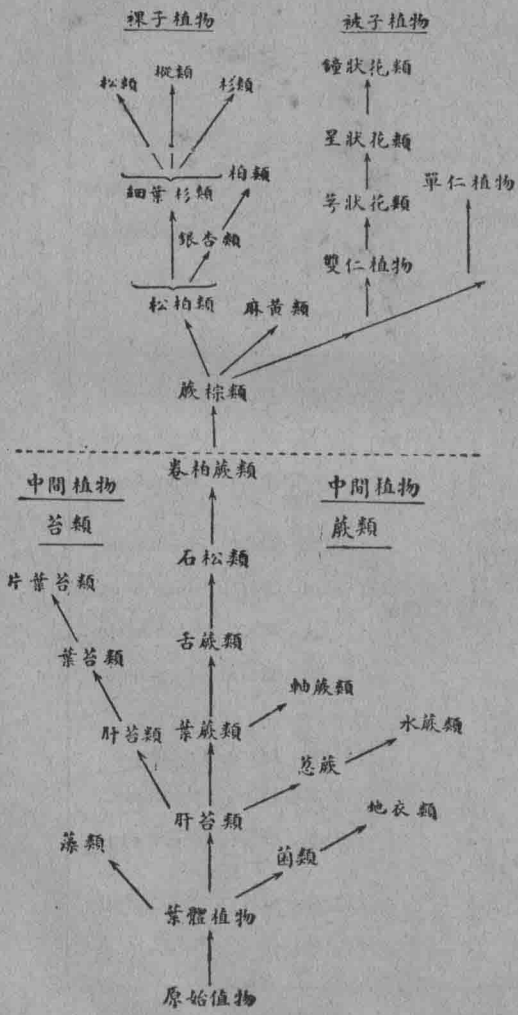 裸子植物 被子植物
鐘狀花類
松類 樅類 杉類
星狀花類
細葉杉類 柏類
單仁植物
萼狀花類
銀杏類
雙仁植物
松柏類 麻黃類
蕨棕類
卷柏蕨類
中間植物 中間植物
苔類 蕨類
石松類
片葉苔類
舌蕨類
葉苔類
軸蕨類
肝苔類 葉蕨類 水蕨類
葱蕨
肝苔類 地衣類
藻類 菌類
葉體植物
原始值物